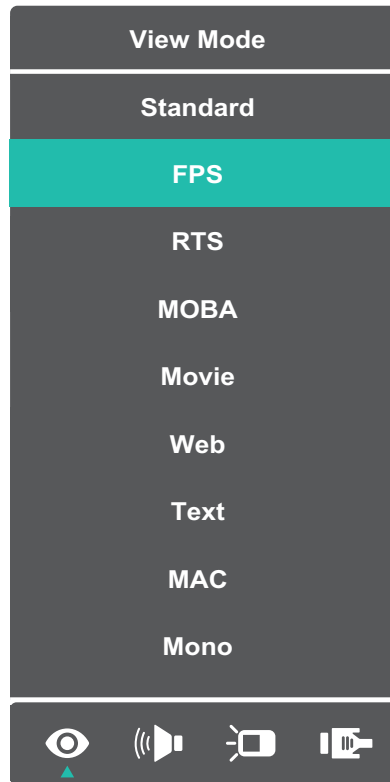 View Mode
Standard
FPS
RTS
MOBA
Movie
Web
Text
MAC
Mono